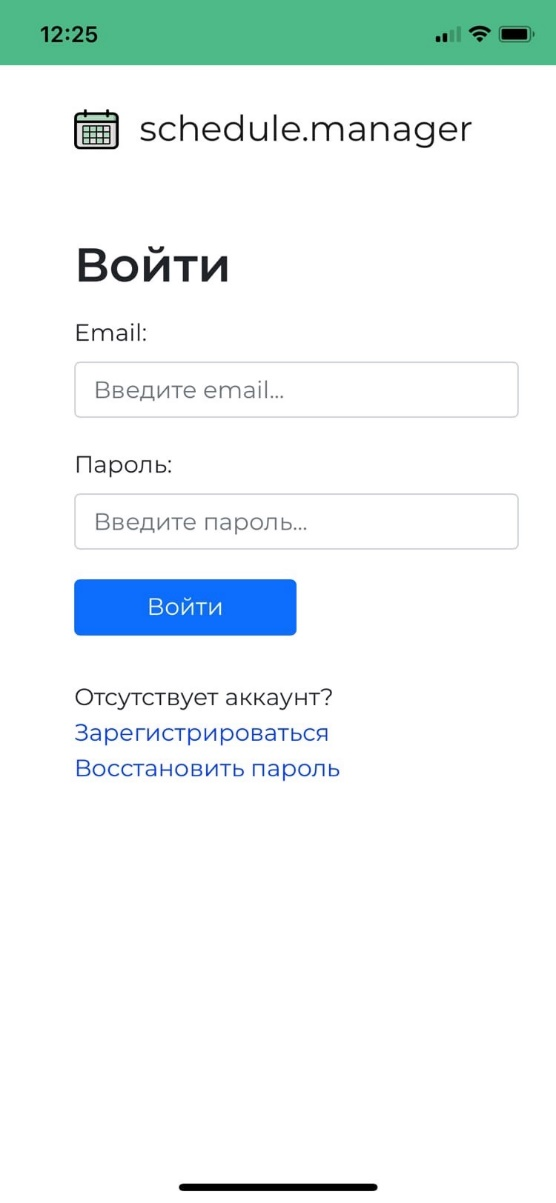 12:25
schedule.manager
Войти
Email:
Введите email...
Пароль:
Введите пароль...
Войти
Отсутствует аккаунт?
Зарегистрироваться
Восстановить пароль